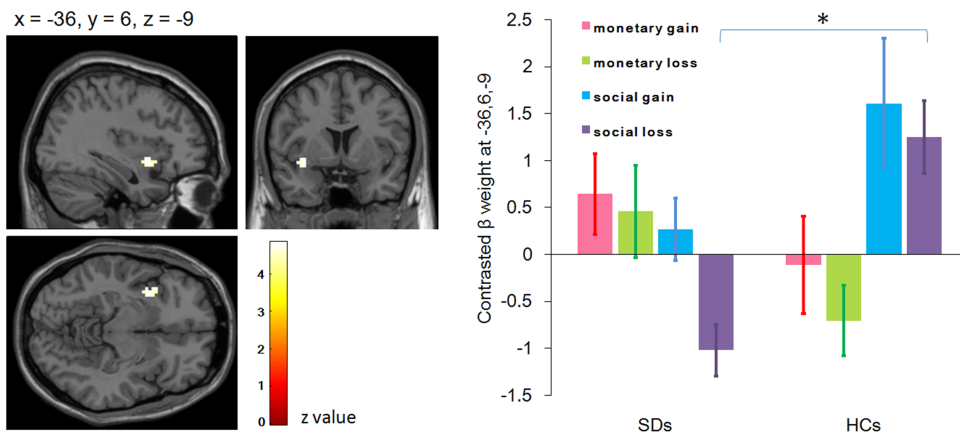 x = -36, y = 6, z = -9
4
3
2
1
0
z value
Contrasted β weight at -36,6,-9
2.5
2
1.5
1
0.5
0
-0.5
-1
-1.5
monetary gain
monetary loss
social gain
social loss
*
SDs
HCs